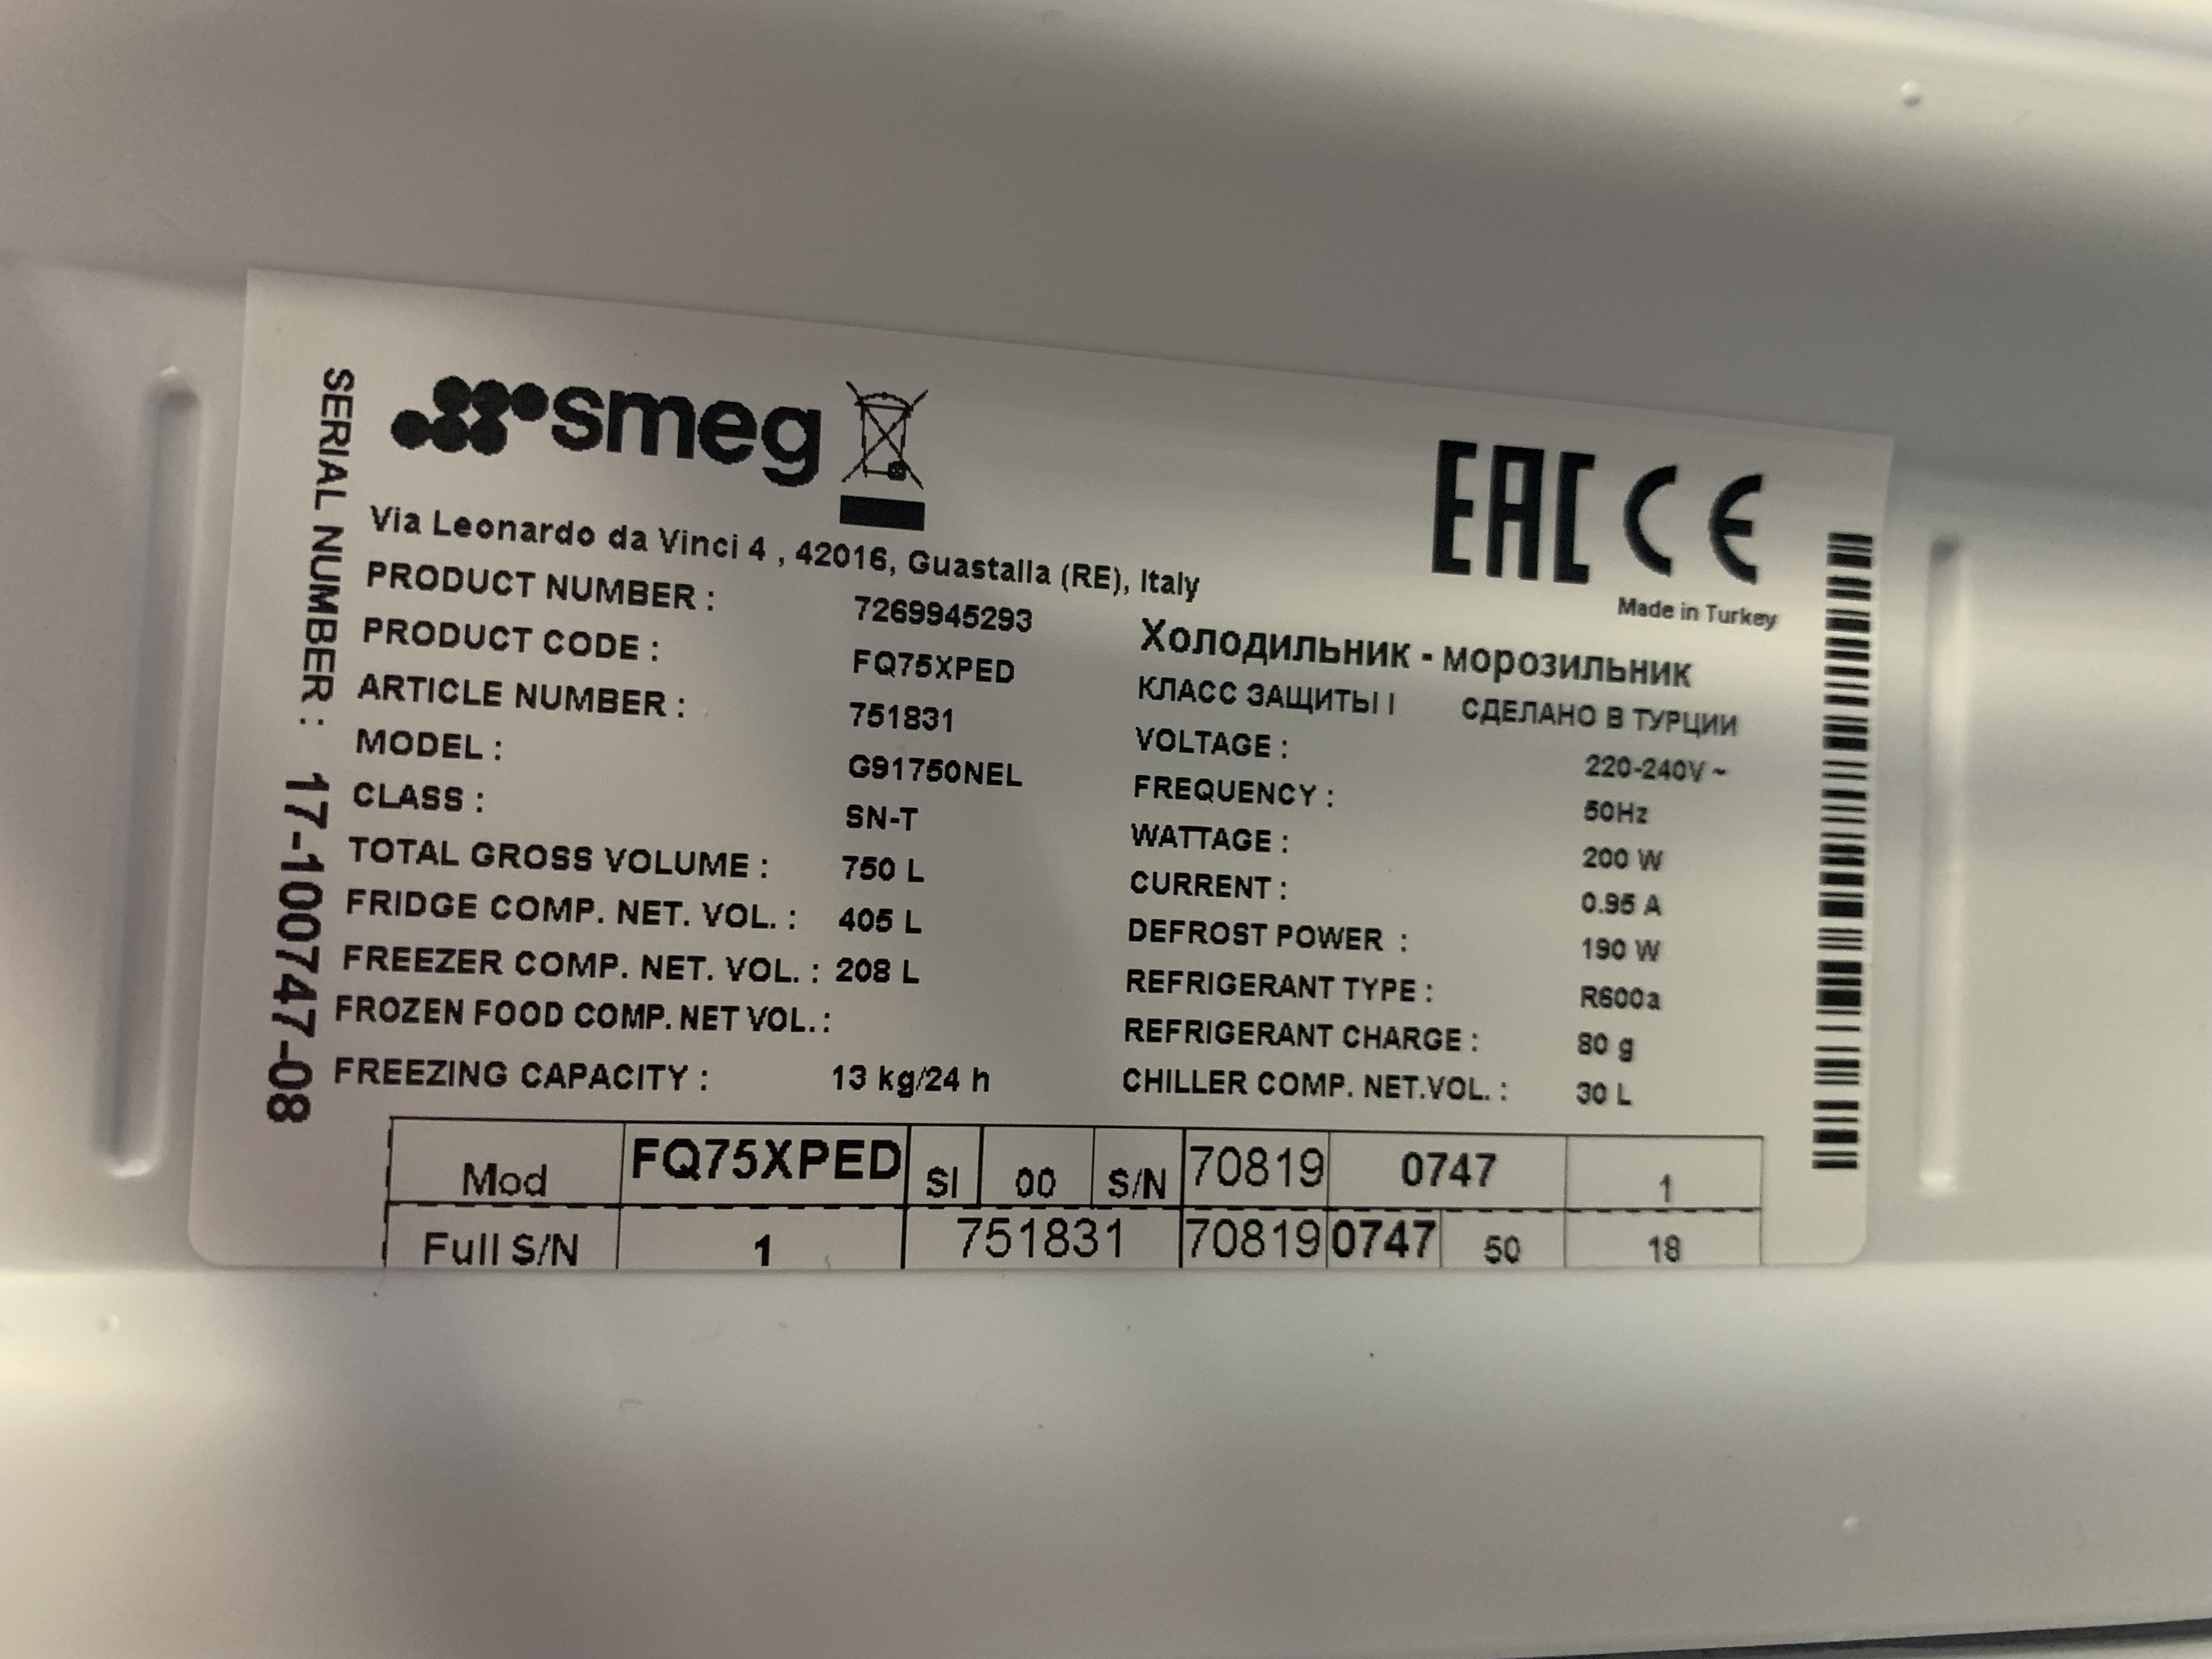 smeg
EAC CE
Via Leonardo da Vinci 4 , 42016, Guastalla (RE), Italy
Made in Turkey
SERIAL NUMBER : 17-100747-08
PRODUCT NUMBER : 7269945293
PRODUCT CODE : FQ75XPED
ARTICLE NUMBER : 751831
MODEL : G91750NEL
CLASS : SN-T
TOTAL GROSS VOLUME : 750 L
FRIDGE COMP. NET. VOL. : 405 L
FREEZER COMP. NET. VOL. : 208 L
FROZEN FOOD COMP. NET VOL. :
FREEZING CAPACITY : 13 kg/24 h
Холодильник - морозильник
КЛАСС ЗАЩИТЫ I СДЕЛАНО В ТУРЦИИ
VOLTAGE : 220-240V ~
FREQUENCY : 50Hz
WATTAGE : 200 W
CURRENT : 0.95 A
DEFROST POWER : 190 W
REFRIGERANT TYPE : R600a
REFRIGERANT CHARGE : 80 g
CHILLER COMP. NET.VOL. : 30 L
Mod FQ75XPED SI 00 S/N 70819 0747 1
Full S/N 1 751831 70819 0747 50 18